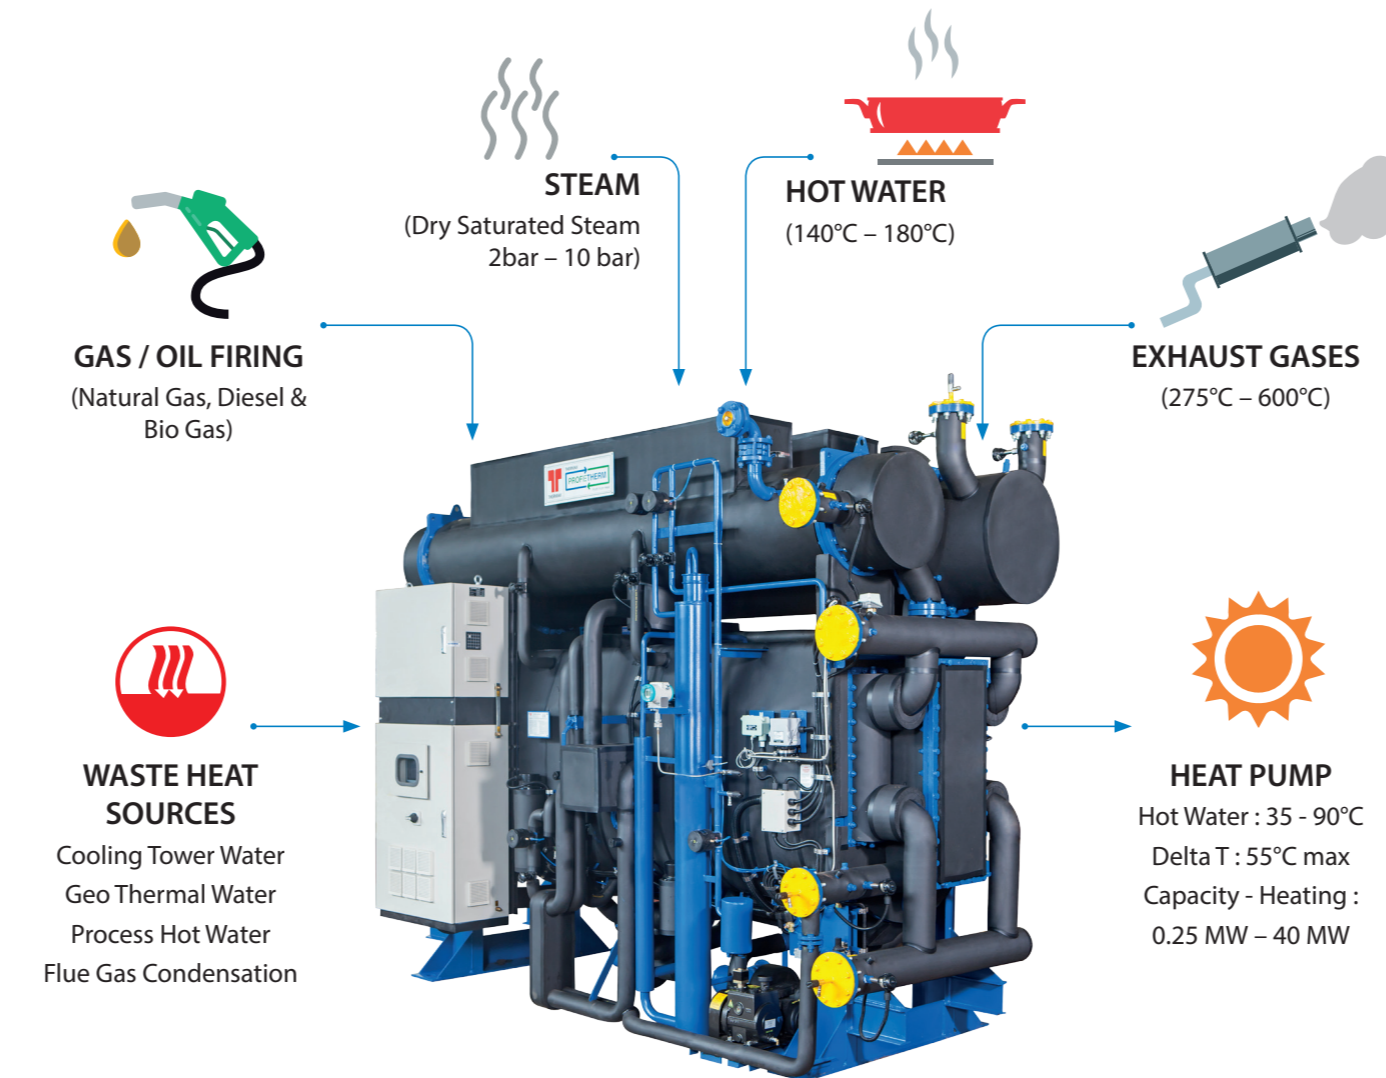 STEAM
(Dry Saturated Steam
2bar – 10 bar)
HOT WATER
(140°C – 180°C)
GAS / OIL FIRING
(Natural Gas, Diesel &
Bio Gas)
EXHAUST GASES
(275°C – 600°C)
PROFETHERM
WASTE HEAT
SOURCES
Cooling Tower Water
Geo Thermal Water
Process Hot Water
Flue Gas Condensation
HEAT PUMP
Hot Water : 35 - 90°C
Delta T : 55°C max
Capacity - Heating :
0.25 MW – 40 MW